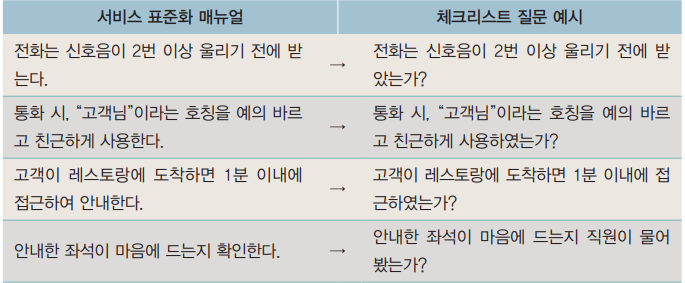 서비스 표준화 매뉴얼
체크리스트 질문 예시
전화는 신호음이 2번 이상 울리기 전에 받
는다.
→
전화는 신호음이 2번 이상 울리기 전에 받
았는가?
통화 시, “고객님”이라는 호칭을 예의 바르
고 친근하게 사용한다.
→
통화 시, “고객님”이라는 호칭을 예의 바르
고 친근하게 사용하였는가?
고객이 레스토랑에 도착하면 1분 이내에
접근하여 안내한다.
→
고객이 레스토랑에 도착하면 1분 이내에 접
근하였는가?
안내한 좌석이 마음에 드는지 확인한다.
→
안내한 좌석이 마음에 드는지 직원이 물어
봤는가?